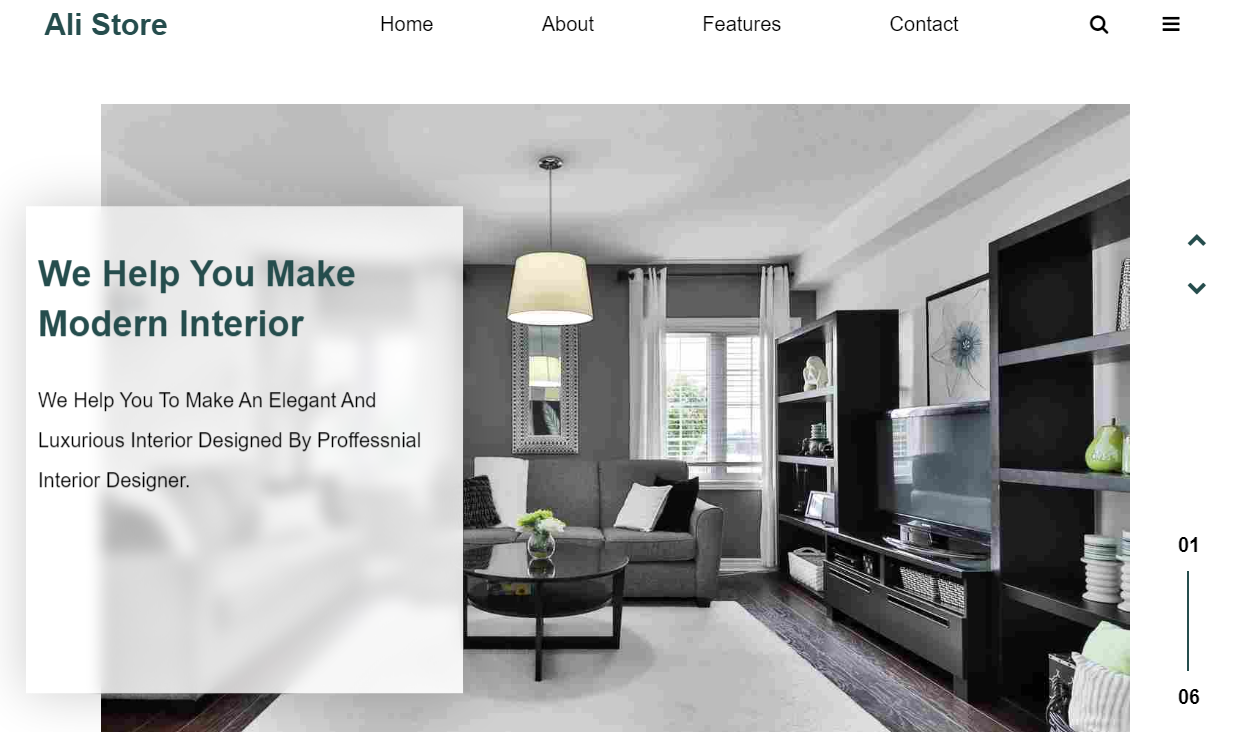 Ali Store
Home
About
Features
Contact
We Help You Make
Modern Interior
We Help You To Make An Elegant And
Luxurious Interior Designed By Proffessnial
Interior Designer.
01
06